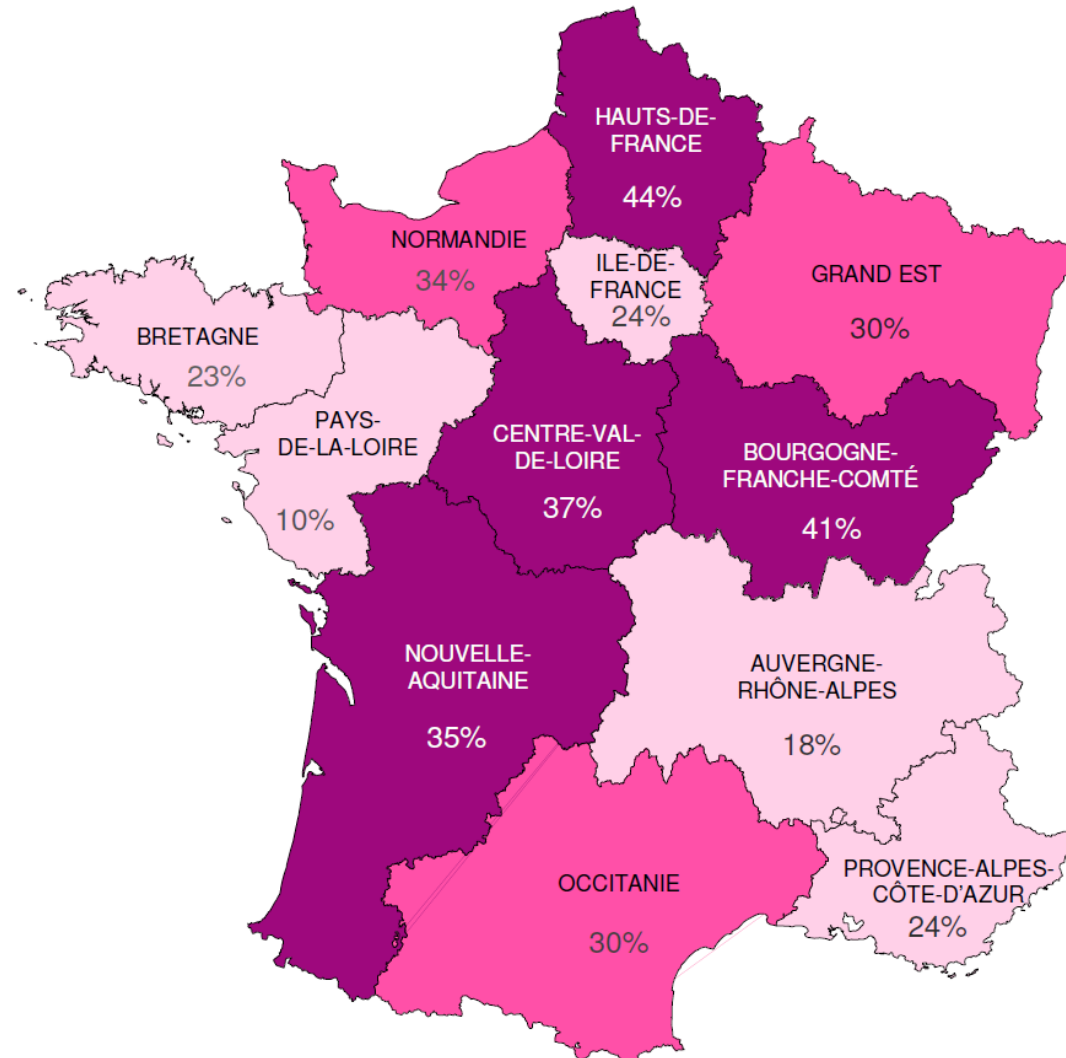 HAUTS-DE-
FRANCE
44%
NORMANDIE
34%
ILE-DE-
FRANCE
24%
GRAND EST
30%
BRETAGNE
23%
PAYS-
DE-LA-LOIRE
10%
CENTRE-VAL-
DE-LOIRE
37%
BOURGOGNE-
FRANCHE-COMTÉ
41%
NOUVELLE-
AQUITAINE
35%
AUVERGNE-
RHÔNE-ALPES
18%
OCCITANIE
30%
PROVENCE-ALPES-
CÔTE-D'AZUR
24%